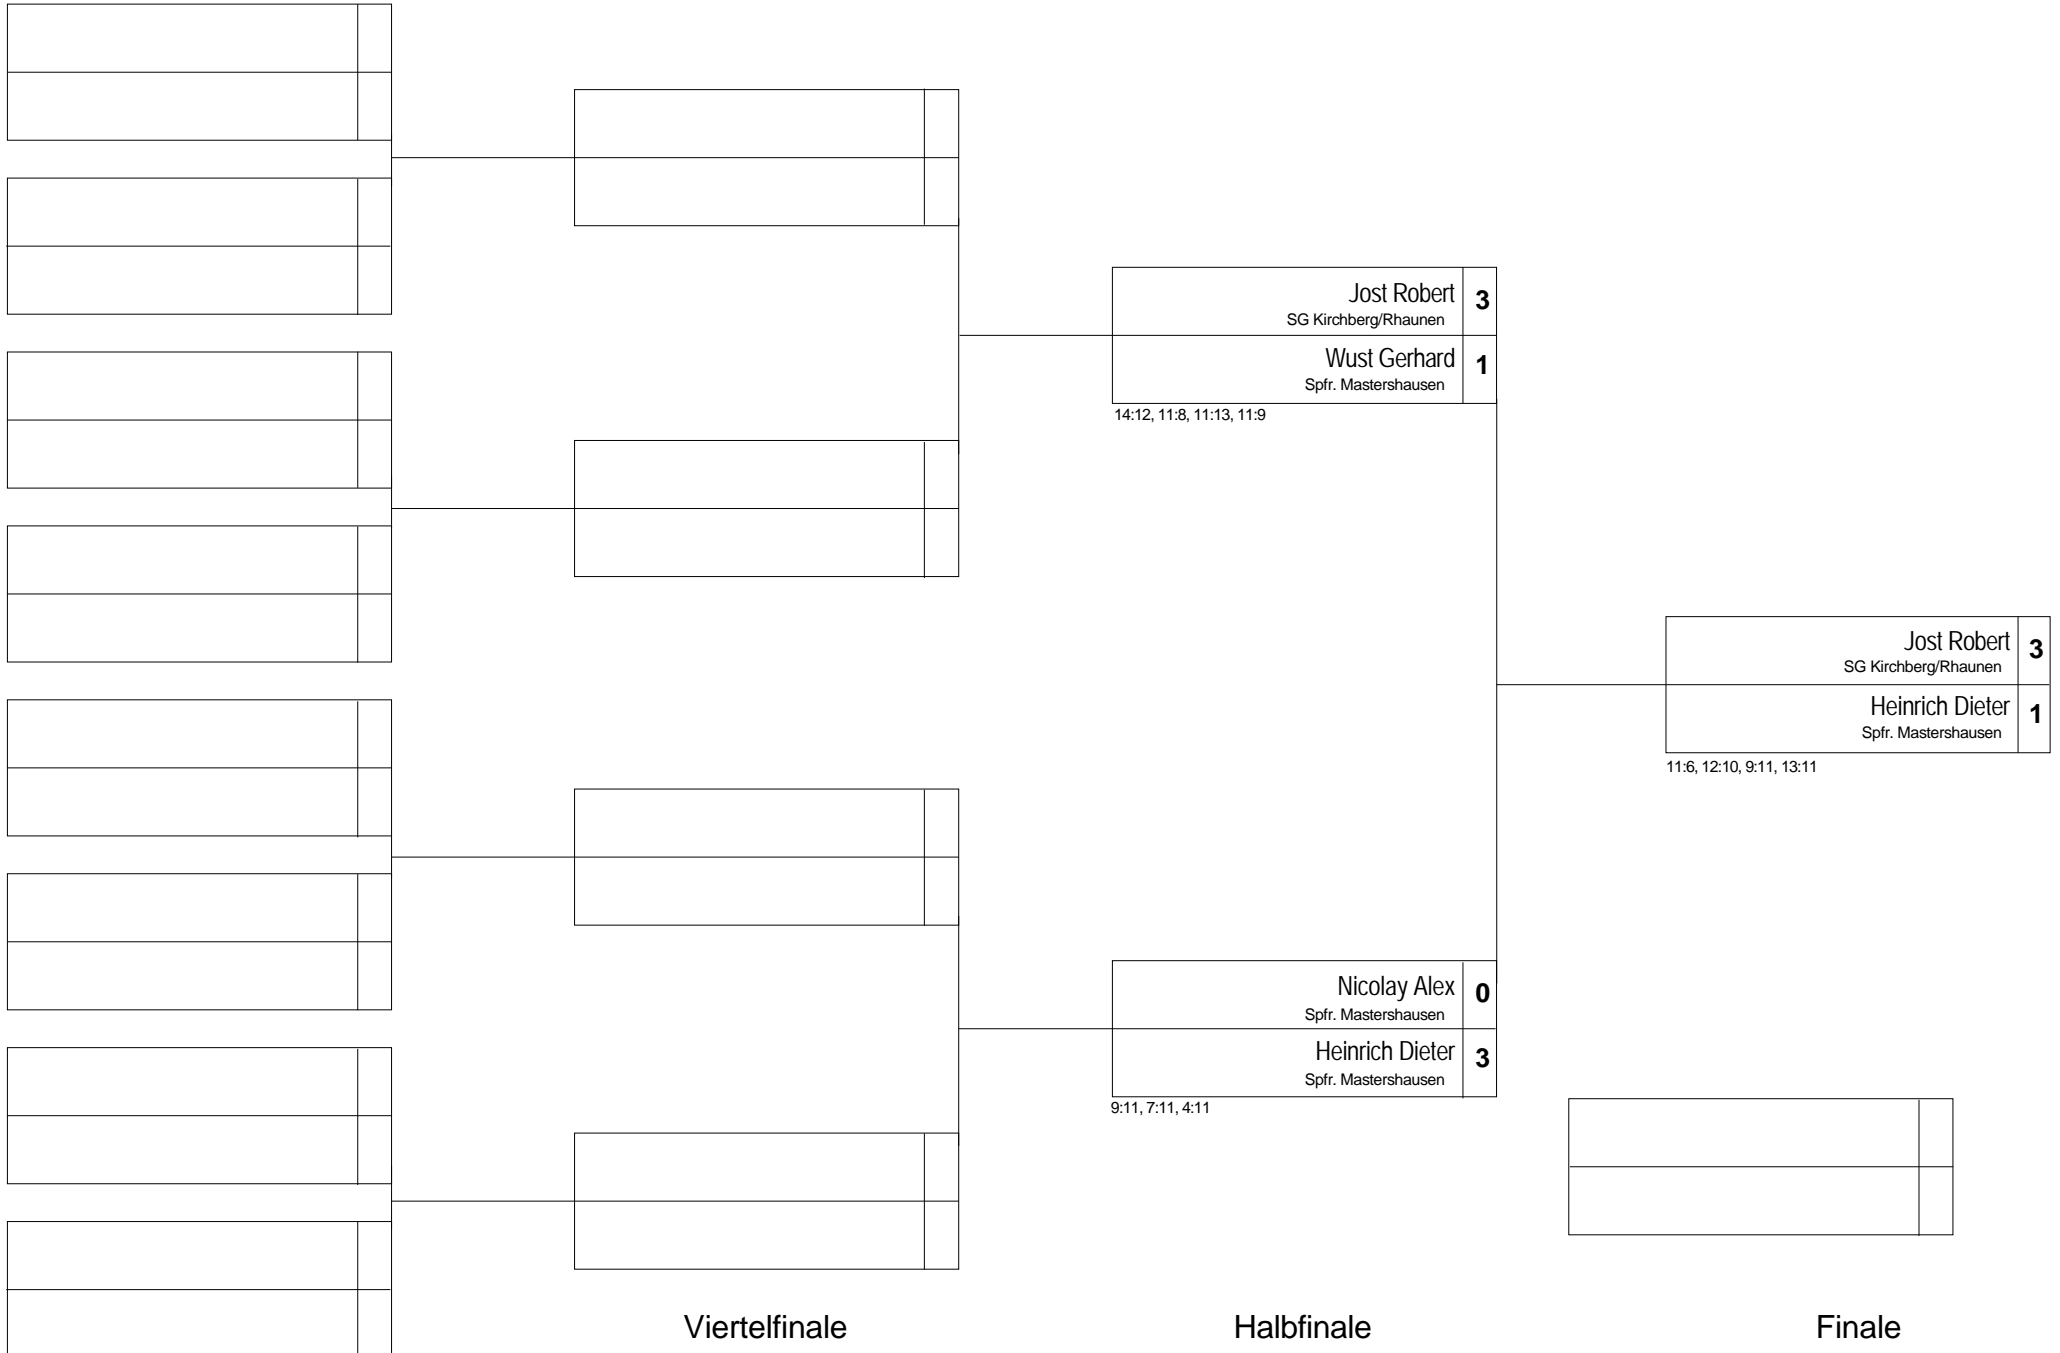 Jost Robert 3
SG Kirchberg/Rhaunen
Wust Gerhard 1
Spfr. Mastershausen
14:12, 11:8, 11:13, 11:9
Jost Robert 3
SG Kirchberg/Rhaunen
Heinrich Dieter 1
Spfr. Mastershausen
11:6, 12:10, 9:11, 13:11
Nicolay Alex 0
Spfr. Mastershausen
Heinrich Dieter 3
Spfr. Mastershausen
9:11, 7:11, 4:11
Viertelfinale Halbfinale Finale